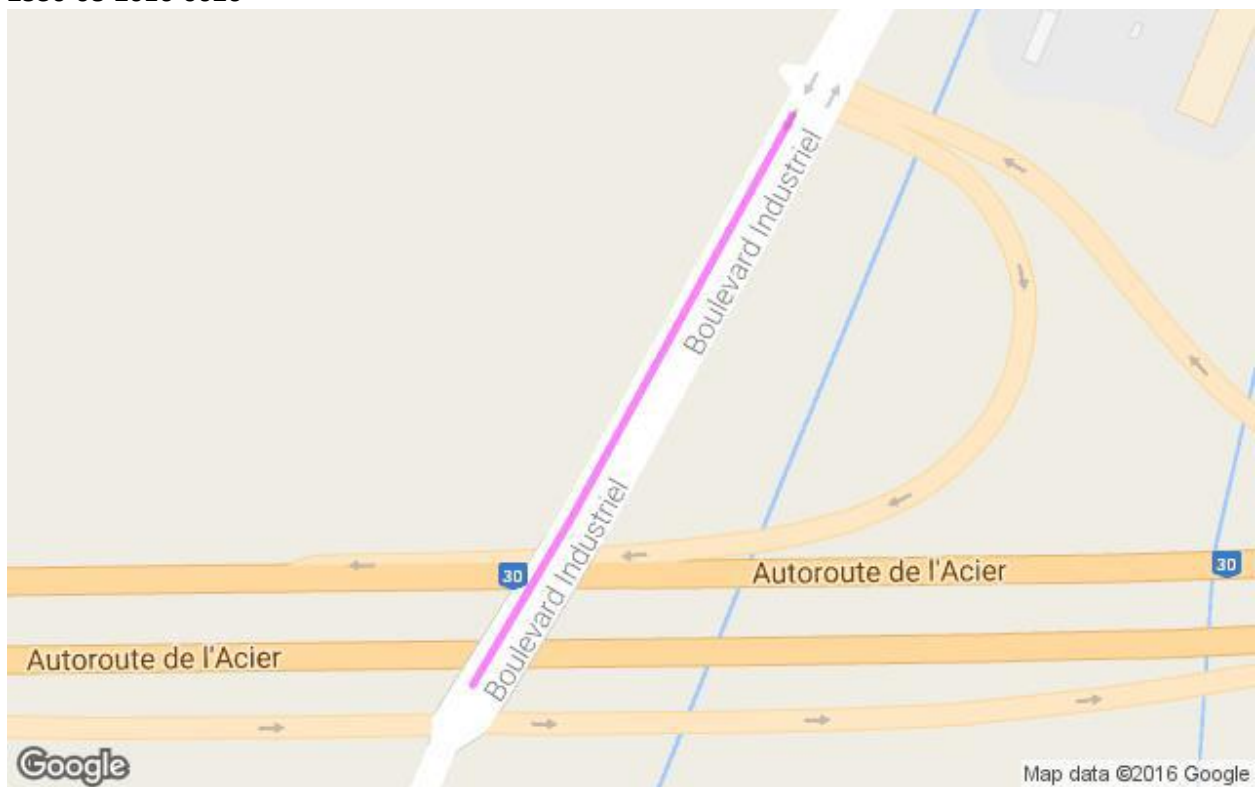 Boulevard Industriel
Boulevard Industriel
30
Autoroute de l'Acier
30
Autoroute de l'Acier
Google
Map data ©2016 Google